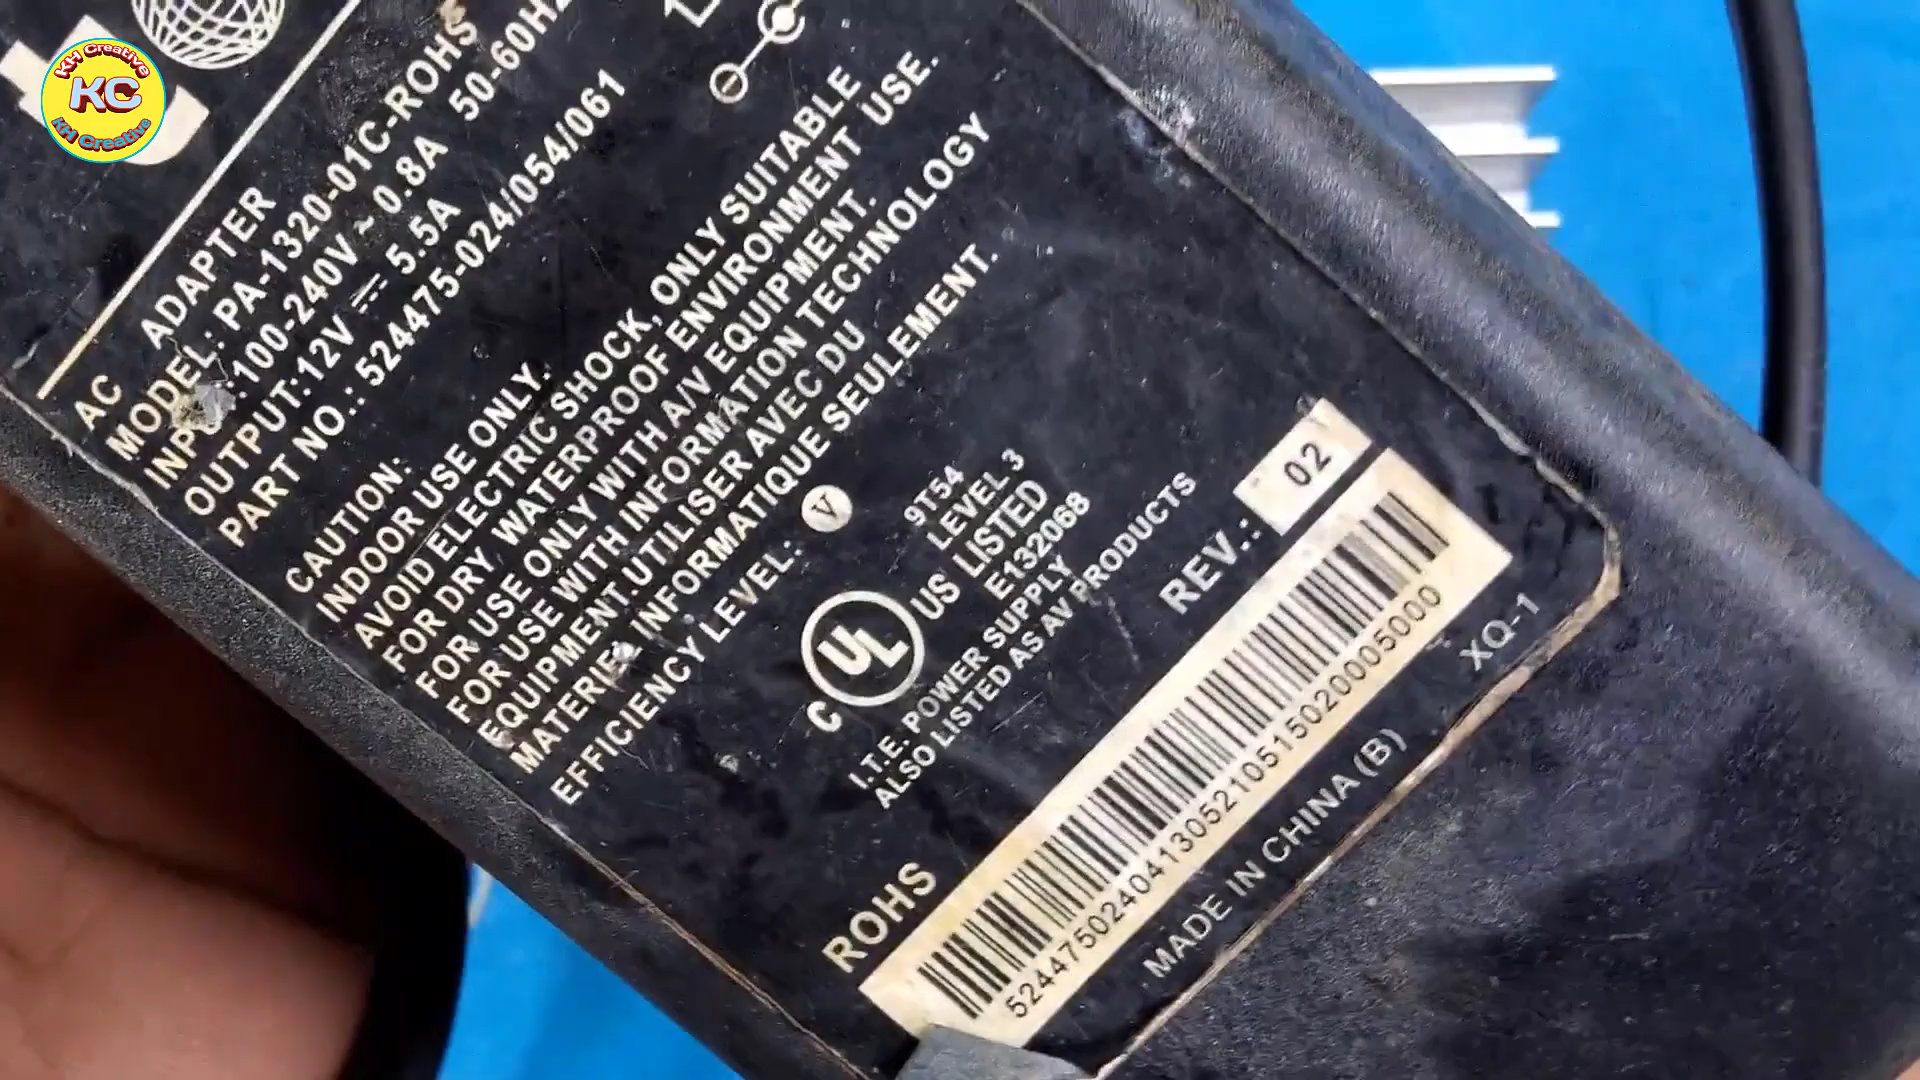 KH Creative
KC
KH Creative
AC ADAPTER
MODEL: PA-1320-01C-ROHS
INPUT:100-240V ~ 0.8A 50-60HZ
OUTPUT:12V ⎓ 5.5A
PART NO.: 524475-024/054/061
CAUTION:
INDOOR USE ONLY.
AVOID ELECTRIC SHOCK, ONLY SUITABLE
FOR DRY, WATERPROOF ENVIRONMENT USE.
FOR USE ONLY WITH A/V EQUIPMENT.
FOR USE WITH INFORMATION TECHNOLOGY
EQUIPMENT.UTILISER AVEC DU
MATERIEL INFORMATIQUE SEULEMENT.
EFFICIENCY LEVEL: V
9T54
LEVEL 3
C UL US LISTED
E132068
I.T.E. POWER SUPPLY
ALSO LISTED AS AV PRODUCTS
ROHS
REV.: 02
524475024041305210515020005000
MADE IN CHINA (B)
XQ-1